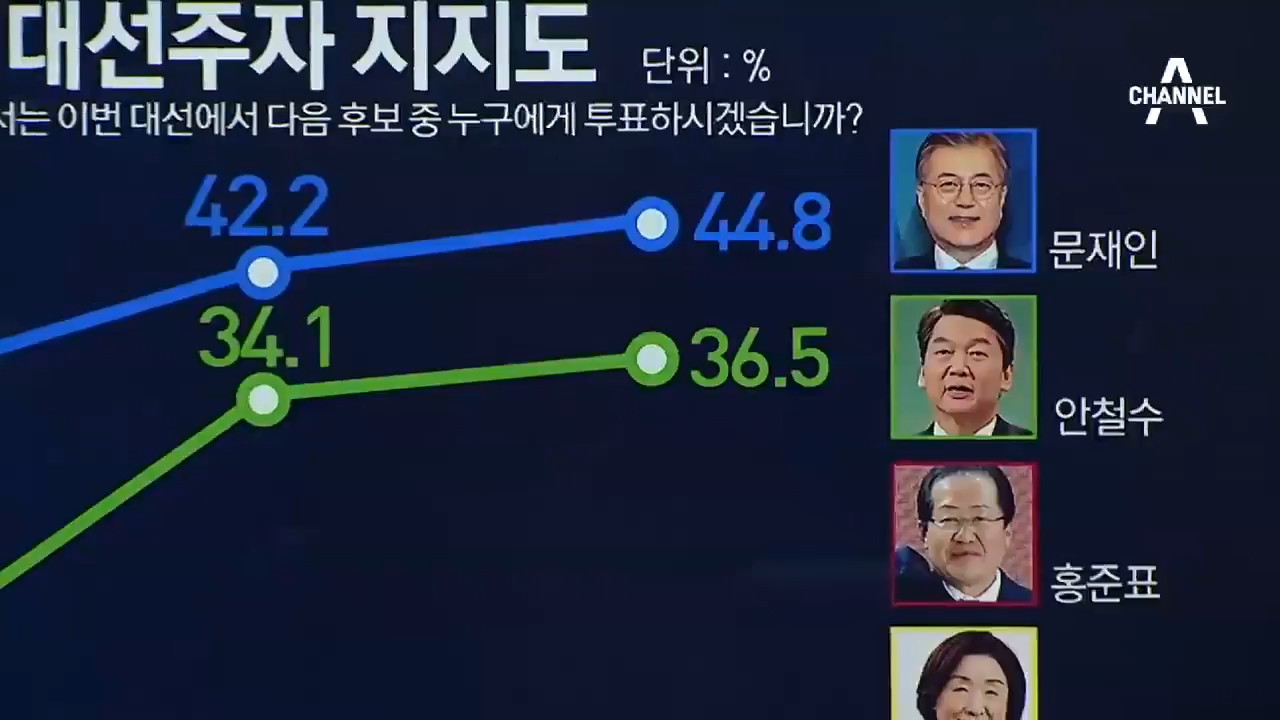 대선주자 지지도 단위 : %
서는 이번 대선에서 다음 후보 중 누구에게 투표하시겠습니까?
CHANNEL A
42.2
44.8
문재인
34.1
36.5
안철수
홍준표